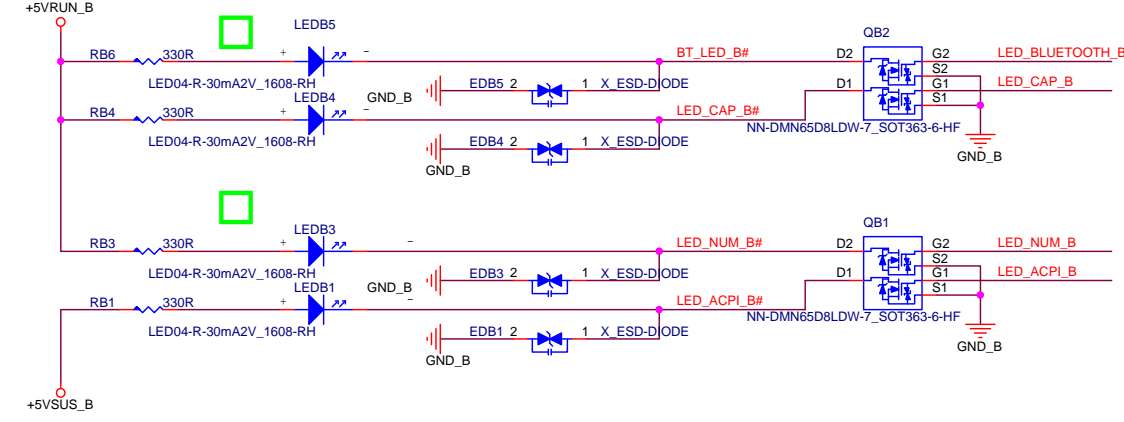 +5VRUN_B
LEDB5
QB2
RB6 330R + - BT_LED_B# D2 G2 LED_BLUETOOTH_B
S2
LED04-R-30mA2V_1608-RH EDB5 2 1 X_ESD-DIODE D1 G1 LED_CAP_B
LEDB4 GND_B S1
RB4 330R + - LED_CAP_B#
NN-DMN65D8LDW-7_SOT363-6-HF
LED04-R-30mA2V_1608-RH EDB4 2 1 X_ESD-DIODE
GND_B
GND_B
LEDB3
QB1
RB3 330R + - LED_NUM_B# D2 G2 LED_NUM_B
S2
LED04-R-30mA2V_1608-RH EDB3 2 1 X_ESD-DIODE D1 G1 LED_ACPI_B
LEDB1 GND_B S1
RB1 330R + - LED_ACPI_B#
NN-DMN65D8LDW-7_SOT363-6-HF
LED04-R-30mA2V_1608-RH EDB1 2 1 X_ESD-DIODE
GND_B
GND_B
+5VSUS_B